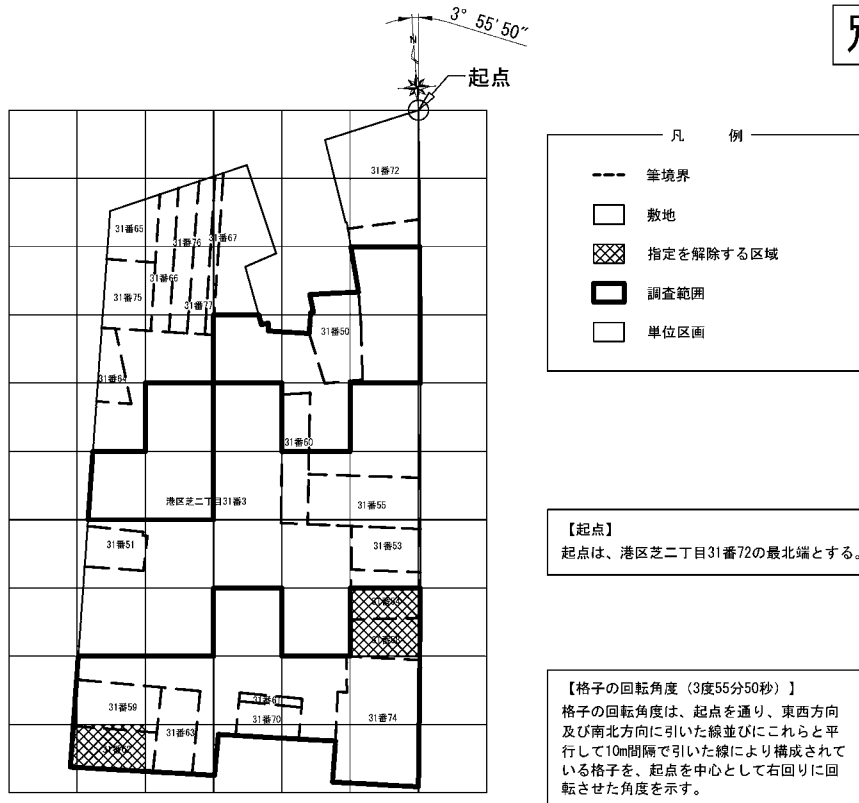 3° 55′50″
N
起点
31番72
31番65
31番76
31番67
31番66
31番75
31番77
31番50
31番64
31番60
港区芝二丁目31番3
31番55
31番51
31番53
31番59
31番63
31番70
31番74
凡 例
筆境界
敷地
指定を解除する区域
調査範囲
単位区画
【起点】
起点は、港区芝二丁目31番72の最北端とする。
【格子の回転角度（3度55分50秒）】
格子の回転角度は、起点を通り、東西方向
及び南北方向に引いた線並びにこれらと平
行して10m間隔で引いた線により構成されて
いる格子を、起点を中心として右回りに回
転させた角度を示す。